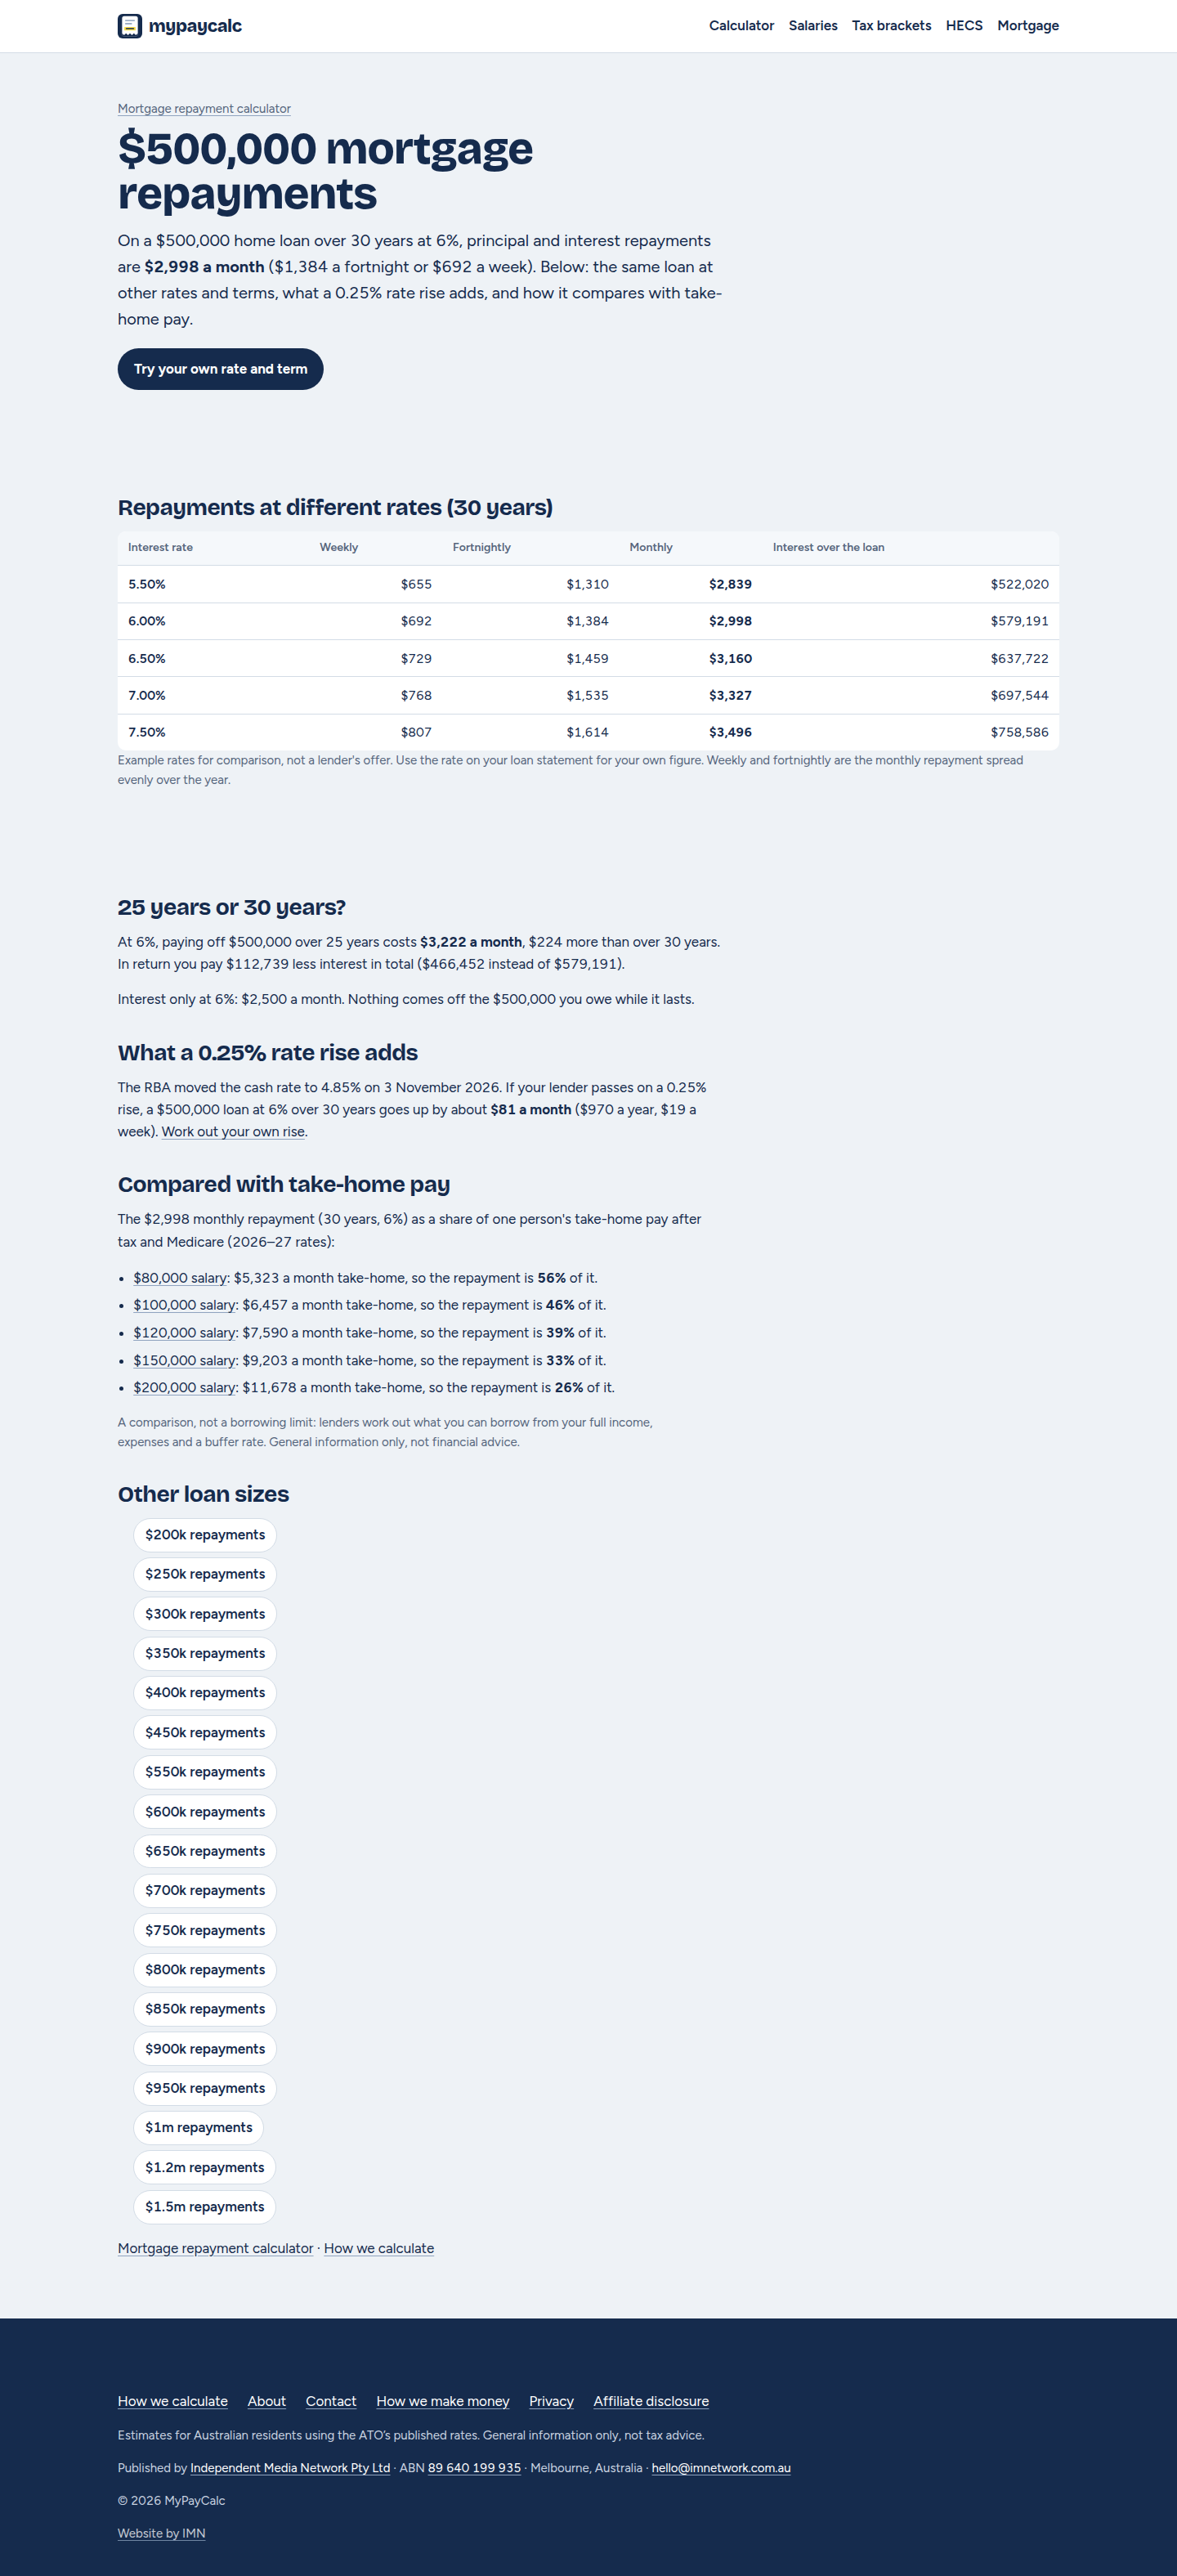 mypaycalc
Calculator Salaries Tax brackets HECS Mortgage
Mortgage repayment calculator
$500,000 mortgage
repayments
On a $500,000 home loan over 30 years at 6%, principal and interest repayments
are $2,998 a month ($1,384 a fortnight or $692 a week). Below: the same loan at
other rates and terms, what a 0.25% rate rise adds, and how it compares with take-
home pay.
Try your own rate and term
Repayments at different rates (30 years)
Interest rate Weekly Fortnightly Monthly Interest over the loan
5.50% $655 $1,310 $2,839 $522,020
6.00% $692 $1,384 $2,998 $579,191
6.50% $729 $1,459 $3,160 $637,722
7.00% $768 $1,535 $3,327 $697,544
7.50% $807 $1,614 $3,496 $758,586
Example rates for comparison, not a lender's offer. Use the rate on your loan statement for your own figure. Weekly and fortnightly are the monthly repayment spread
evenly over the year.
25 years or 30 years?
At 6%, paying off $500,000 over 25 years costs $3,222 a month, $224 more than over 30 years.
In return you pay $112,739 less interest in total ($466,452 instead of $579,191).
Interest only at 6%: $2,500 a month. Nothing comes off the $500,000 you owe while it lasts.
What a 0.25% rate rise adds
The RBA moved the cash rate to 4.85% on 3 November 2026. If your lender passes on a 0.25%
rise, a $500,000 loan at 6% over 30 years goes up by about $81 a month ($970 a year, $19 a
week). Work out your own rise.
Compared with take-home pay
The $2,998 monthly repayment (30 years, 6%) as a share of one person's take-home pay after
tax and Medicare (2026–27 rates):
• $80,000 salary: $5,323 a month take-home, so the repayment is 56% of it.
• $100,000 salary: $6,457 a month take-home, so the repayment is 46% of it.
• $120,000 salary: $7,590 a month take-home, so the repayment is 39% of it.
• $150,000 salary: $9,203 a month take-home, so the repayment is 33% of it.
• $200,000 salary: $11,678 a month take-home, so the repayment is 26% of it.
A comparison, not a borrowing limit: lenders work out what you can borrow from your full income,
expenses and a buffer rate. General information only, not financial advice.
Other loan sizes
$200k repayments
$250k repayments
$300k repayments
$350k repayments
$400k repayments
$450k repayments
$550k repayments
$600k repayments
$650k repayments
$700k repayments
$750k repayments
$800k repayments
$850k repayments
$900k repayments
$950k repayments
$1m repayments
$1.2m repayments
$1.5m repayments
Mortgage repayment calculator · How we calculate
How we calculate About Contact How we make money Privacy Affiliate disclosure
Estimates for Australian residents using the ATO’s published rates. General information only, not tax advice.
Published by Independent Media Network Pty Ltd · ABN 89 640 199 935 · Melbourne, Australia · hello@imnetwork.com.au
© 2026 MyPayCalc
Website by IMN